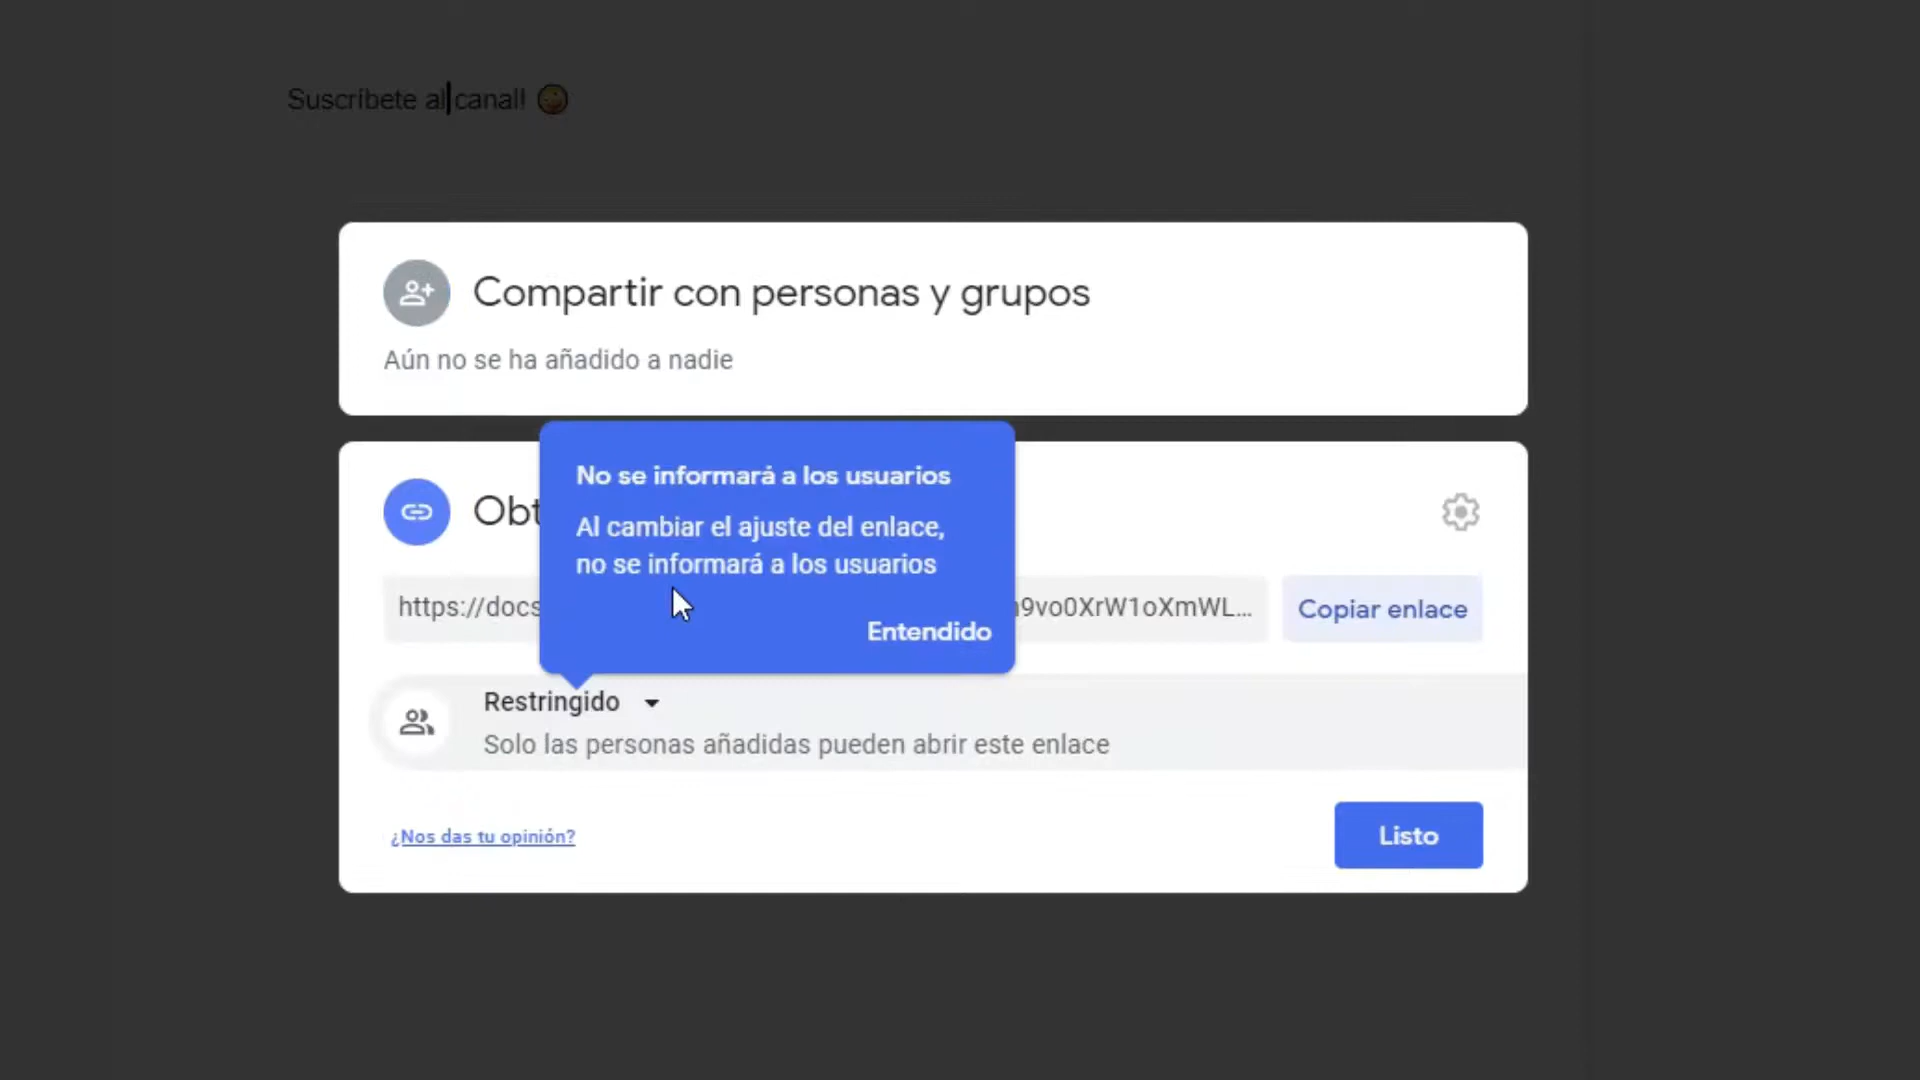 Suscríbete al canal!
Compartir con personas y grupos
Aún no se ha añadido a nadie
Obt
No se informará a los usuarios
Al cambiar el ajuste del enlace,
no se informará a los usuarios
https://docs
9vo0XrW1oXmWL...
Copiar enlace
Entendido
Restringido
Solo las personas añadidas pueden abrir este enlace
¿Nos das tu opinión?
Listo